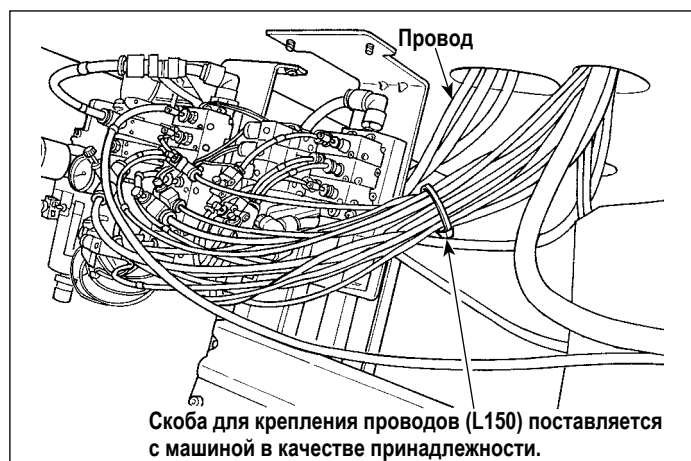 Провод
Скоба для крепления проводов (L150) поставляется
с машиной в качестве принадлежности.